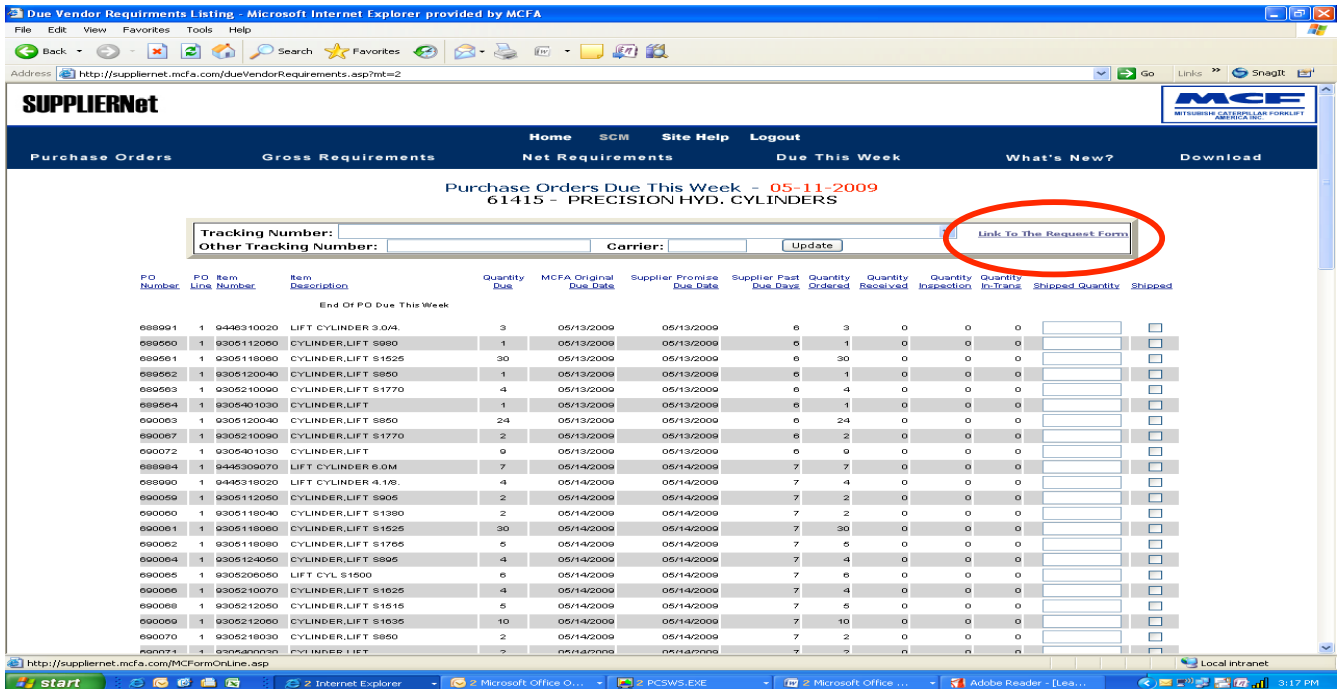 Due Vendor Requirments Listing - Microsoft Internet Explorer provided by MCFA
File Edit View Favorites Tools Help
Back Search Favorites
Address http://suppliernet.mcfa.com/dueVendorRequirements.asp?mt=2 Go Links » SnagIt
SUPPLIERNet
MCF
MITSUBISHI CATERPILLAR FORKLIFT
AMERICA INC.
Home SCM Site Help Logout
Purchase Orders Gross Requirements Net Requirements Due This Week What's New? Download
Purchase Orders Due This Week - 05-11-2009
61415 - PRECISION HYD. CYLINDERS
Tracking Number: Link To The Request Form
Other Tracking Number: Carrier: Update
PO PO Item Item Quantity MCFA Original Supplier Promise Supplier Past Quantity Quantity Quantity Quantity
Number Line Number Description Due Due Date Due Date Due Days Ordered Received Inspection In-Trans Shipped Quantity Shipped
End Of PO Due This Week
688991 1 9446310020 LIFT CYLINDER 3.0/4. 3 05/13/2009 05/13/2009 6 3 0 0 0
689560 1 9305112060 CYLINDER,LIFT S980 1 05/13/2009 05/13/2009 6 1 0 0 0
689561 1 9305118060 CYLINDER,LIFT S1525 30 05/13/2009 05/13/2009 6 30 0 0 0
689562 1 9305120040 CYLINDER,LIFT S850 1 05/13/2009 05/13/2009 6 1 0 0 0
689563 1 9305210090 CYLINDER,LIFT S1770 4 05/13/2009 05/13/2009 6 4 0 0 0
689564 1 9305401030 CYLINDER,LIFT 1 05/13/2009 05/13/2009 6 1 0 0 0
690063 1 9305120040 CYLINDER,LIFT S850 24 05/13/2009 05/13/2009 6 24 0 0 0
690067 1 9305210090 CYLINDER,LIFT S1770 2 05/13/2009 05/13/2009 6 2 0 0 0
690072 1 9305401030 CYLINDER,LIFT 9 05/13/2009 05/13/2009 6 9 0 0 0
688984 1 9445309070 LIFT CYLINDER 6.0M 7 05/14/2009 05/14/2009 7 7 0 0 0
688990 1 9446318020 LIFT CYLINDER 4.1/8. 4 05/14/2009 05/14/2009 7 4 0 0 0
690059 1 9305112050 CYLINDER,LIFT S905 2 05/14/2009 05/14/2009 7 2 0 0 0
690060 1 9305118040 CYLINDER,LIFT S1380 2 05/14/2009 05/14/2009 7 2 0 0 0
690061 1 9305118060 CYLINDER,LIFT S1525 30 05/14/2009 05/14/2009 7 30 0 0 0
690062 1 9305118080 CYLINDER,LIFT S1765 5 05/14/2009 05/14/2009 7 5 0 0 0
690064 1 9305124050 CYLINDER,LIFT S895 4 05/14/2009 05/14/2009 7 4 0 0 0
690065 1 9305206050 LIFT CYL S1500 6 05/14/2009 05/14/2009 7 6 0 0 0
690066 1 9305210070 CYLINDER,LIFT S1625 4 05/14/2009 05/14/2009 7 4 0 0 0
690068 1 9305212050 CYLINDER,LIFT S1515 5 05/14/2009 05/14/2009 7 5 0 0 0
690069 1 9305212060 CYLINDER,LIFT S1635 10 05/14/2009 05/14/2009 7 10 0 0 0
690070 1 9305218030 CYLINDER,LIFT S850 2 05/14/2009 05/14/2009 7 2 0 0 0
690071 1 9305400030 CYLINDER,LIFT 2 05/14/2009 05/14/2009 7 2 0 0 0
http://suppliernet.mcfa.com/MCFormOnLine.asp Local intranet
start 2 Internet Explorer 2 Microsoft Office O... 2 PCSWS.EXE 2 Microsoft Office ... Adobe Reader - [Lea... 3:17 PM